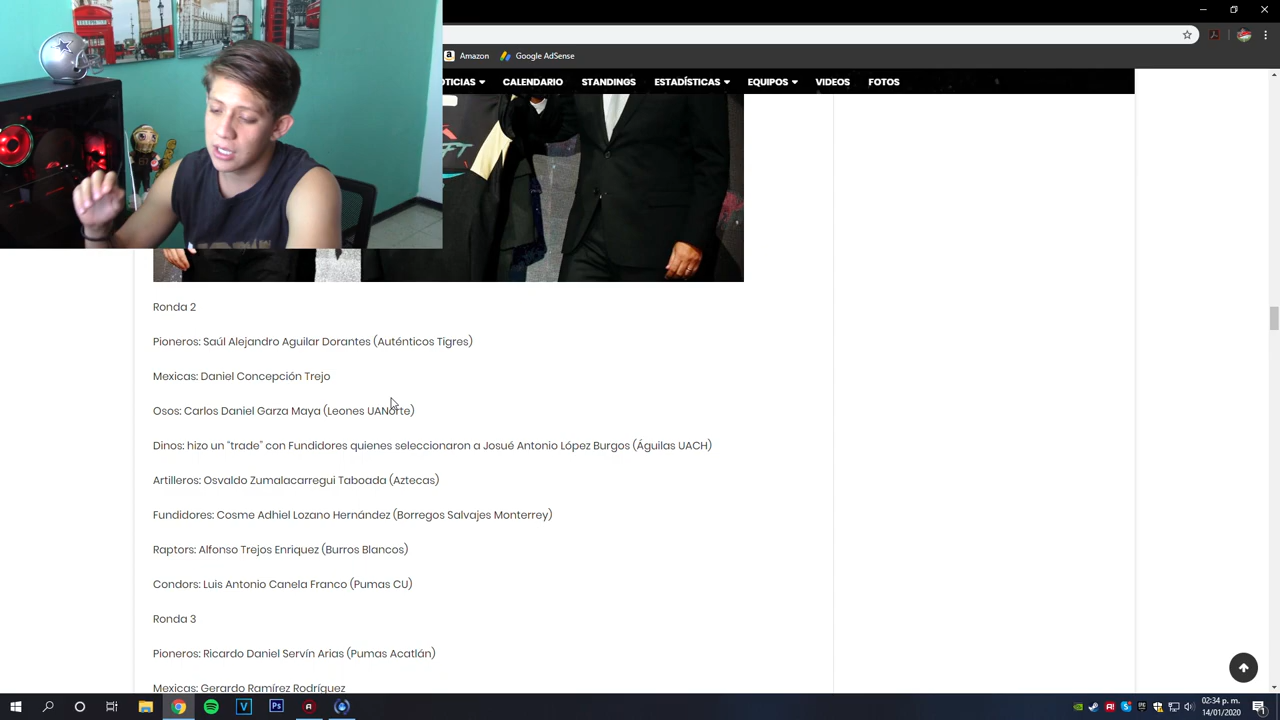 TELEPHONE
Amazon
Google AdSense
OTICIAS
CALENDARIO
STANDINGS
ESTADÍSTICAS
EQUIPOS
VIDEOS
FOTOS
Ronda 2
Pioneros: Saúl Alejandro Aguilar Dorantes (Auténticos Tigres)
Mexicas: Daniel Concepción Trejo
Osos: Carlos Daniel Garza Maya (Leones UANorte)
Dinos: hizo un “trade” con Fundidores quienes seleccionaron a Josué Antonio López Burgos (Águilas UACH)
Artilleros: Osvaldo Zumalacarregui Taboada (Aztecas)
Fundidores: Cosme Adhiel Lozano Hernández (Borregos Salvajes Monterrey)
Raptors: Alfonso Trejos Enriquez (Burros Blancos)
Condors: Luis Antonio Canela Franco (Pumas CU)
Ronda 3
Pioneros: Ricardo Daniel Servín Arias (Pumas Acatlán)
Mexicas: Gerardo Ramírez Rodríguez
02:34 p. m.
14/01/2020